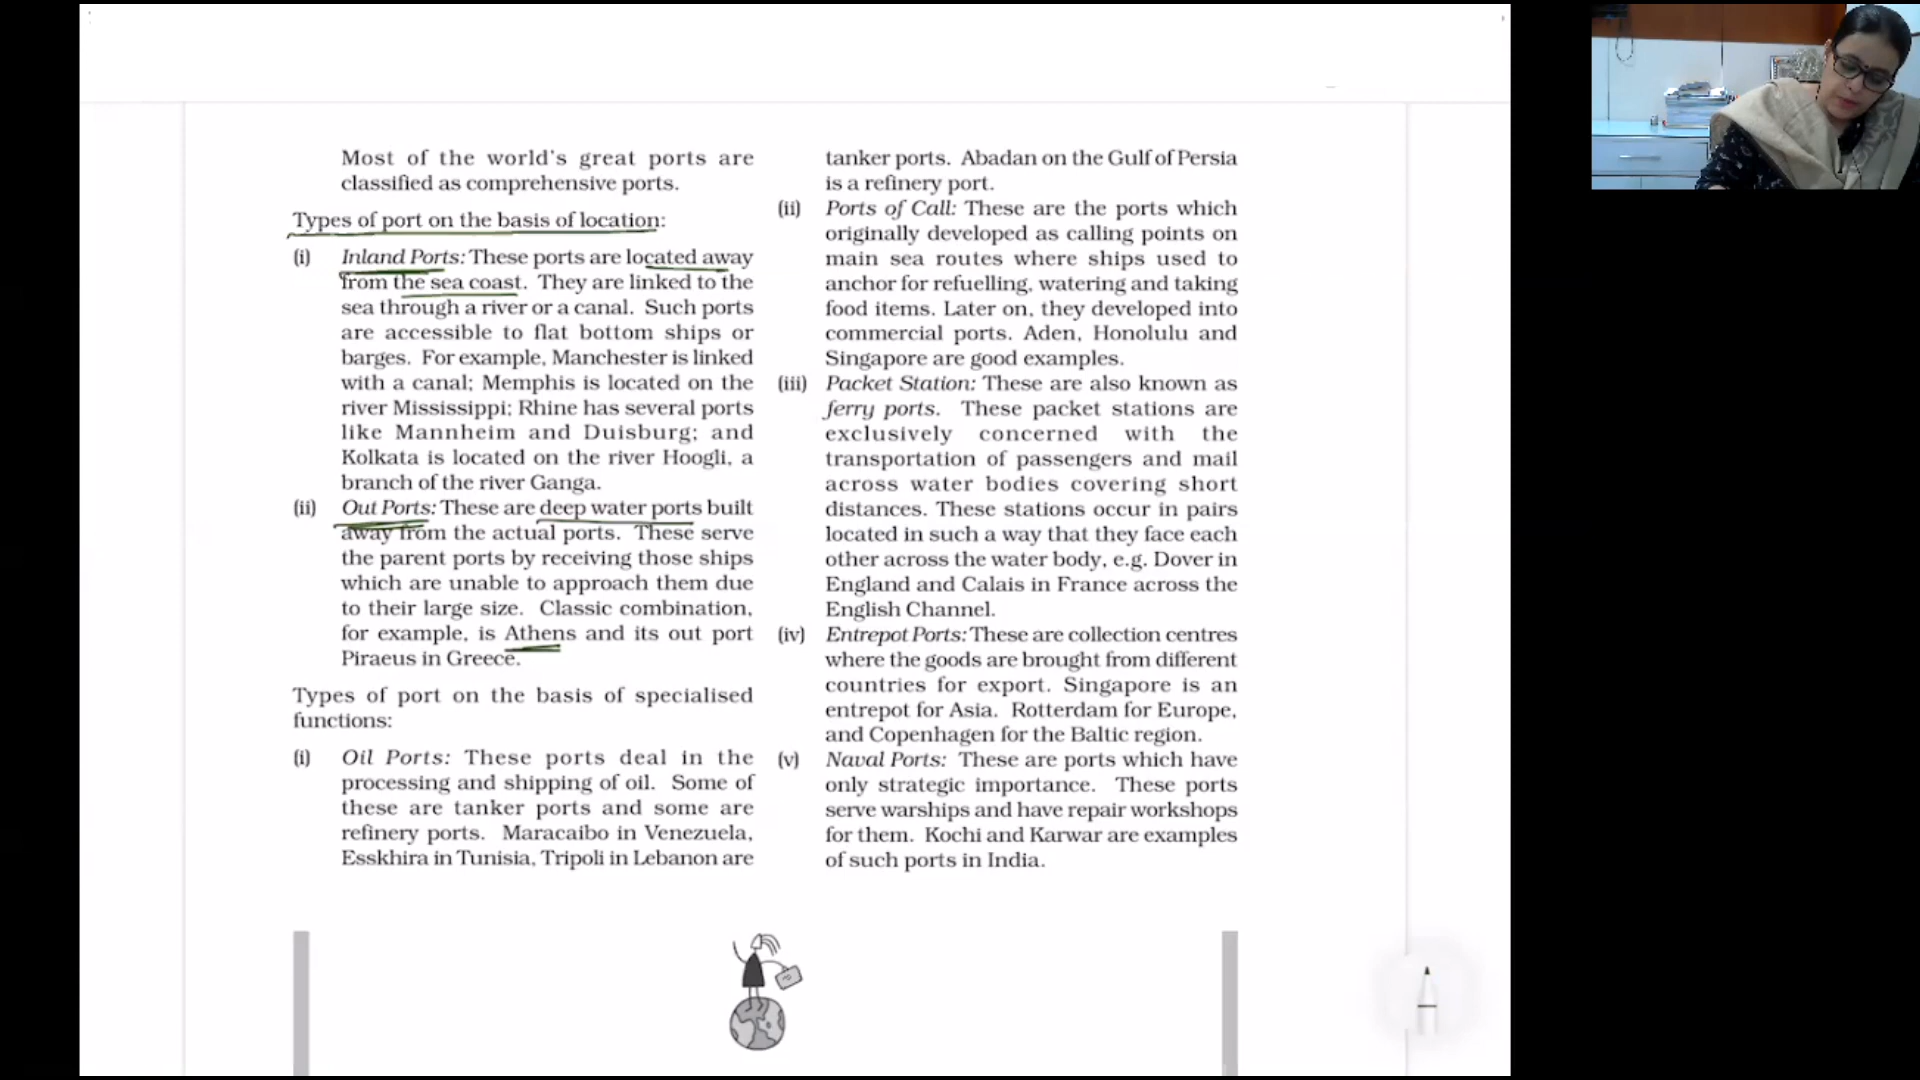 Most of the world's great ports are
classified as comprehensive ports.
Types of port on the basis of location:
(i) Inland Ports: These ports are located away
from the sea coast. They are linked to the
sea through a river or a canal. Such ports
are accessible to flat bottom ships or
barges. For example, Manchester is linked
with a canal; Memphis is located on the
river Mississippi; Rhine has several ports
like Mannheim and Duisburg; and
Kolkata is located on the river Hoogli, a
branch of the river Ganga.
(ii) Out Ports: These are deep water ports built
away from the actual ports. These serve
the parent ports by receiving those ships
which are unable to approach them due
to their large size. Classic combination,
for example, is Athens and its out port
Piraeus in Greece.
Types of port on the basis of specialised
functions:
(i) Oil Ports: These ports deal in the
processing and shipping of oil. Some of
these are tanker ports and some are
refinery ports. Maracaibo in Venezuela,
Esskhira in Tunisia, Tripoli in Lebanon are
tanker ports. Abadan on the Gulf of Persia
is a refinery port.
(ii) Ports of Call: These are the ports which
originally developed as calling points on
main sea routes where ships used to
anchor for refuelling, watering and taking
food items. Later on, they developed into
commercial ports. Aden, Honolulu and
Singapore are good examples.
(iii) Packet Station: These are also known as
ferry ports. These packet stations are
exclusively concerned with the
transportation of passengers and mail
across water bodies covering short
distances. These stations occur in pairs
located in such a way that they face each
other across the water body, e.g. Dover in
England and Calais in France across the
English Channel.
(iv) Entrepot Ports: These are collection centres
where the goods are brought from different
countries for export. Singapore is an
entrepot for Asia. Rotterdam for Europe,
and Copenhagen for the Baltic region.
(v) Naval Ports: These are ports which have
only strategic importance. These ports
serve warships and have repair workshops
for them. Kochi and Karwar are examples
of such ports in India.